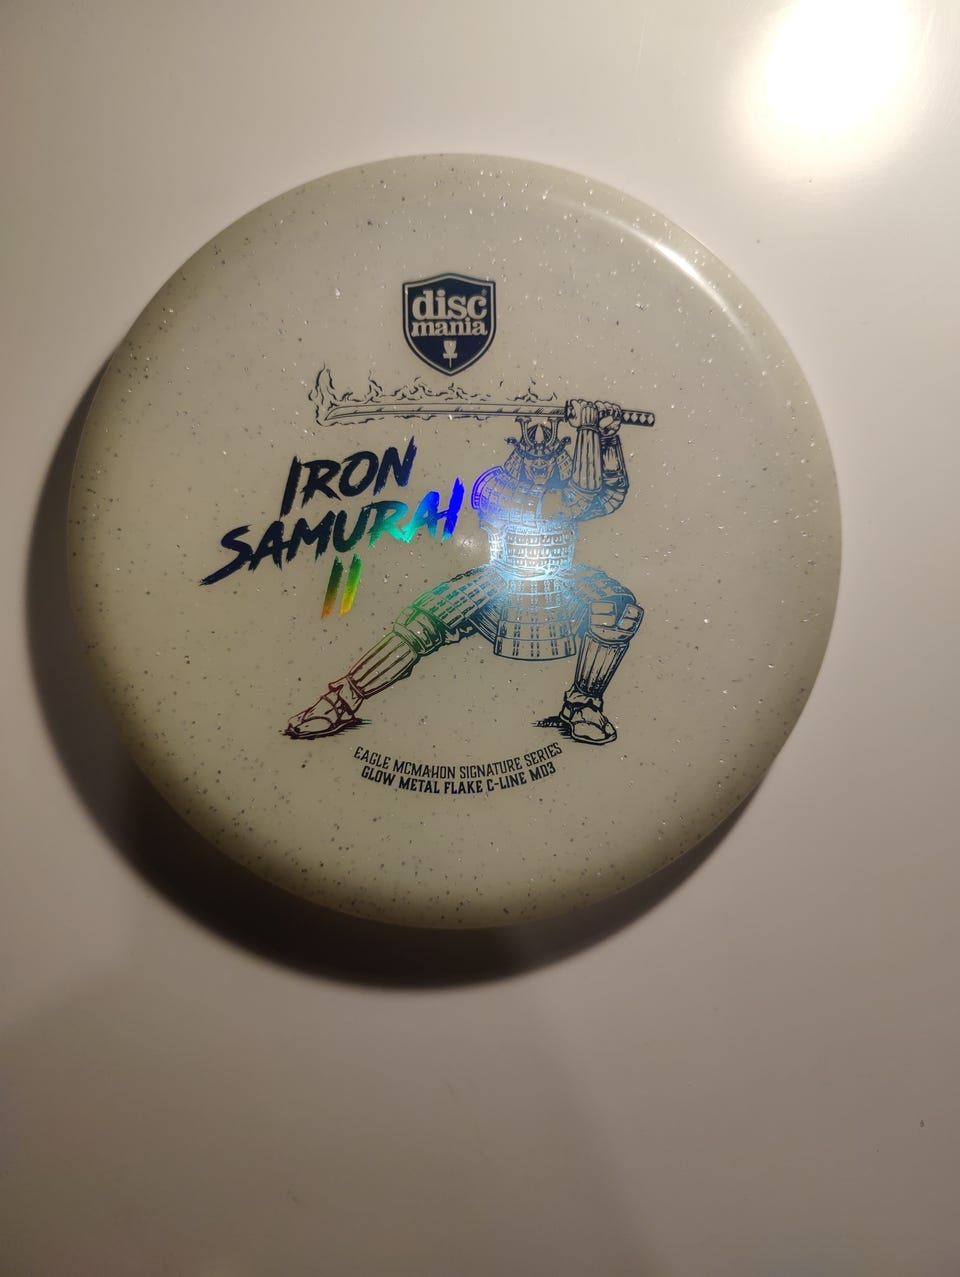 disc
mania
IRON
SAMURAI
II
EAGLE MCMAHON SIGNATURE SERIES
GLOW METAL FLAKE C-LINE MD3